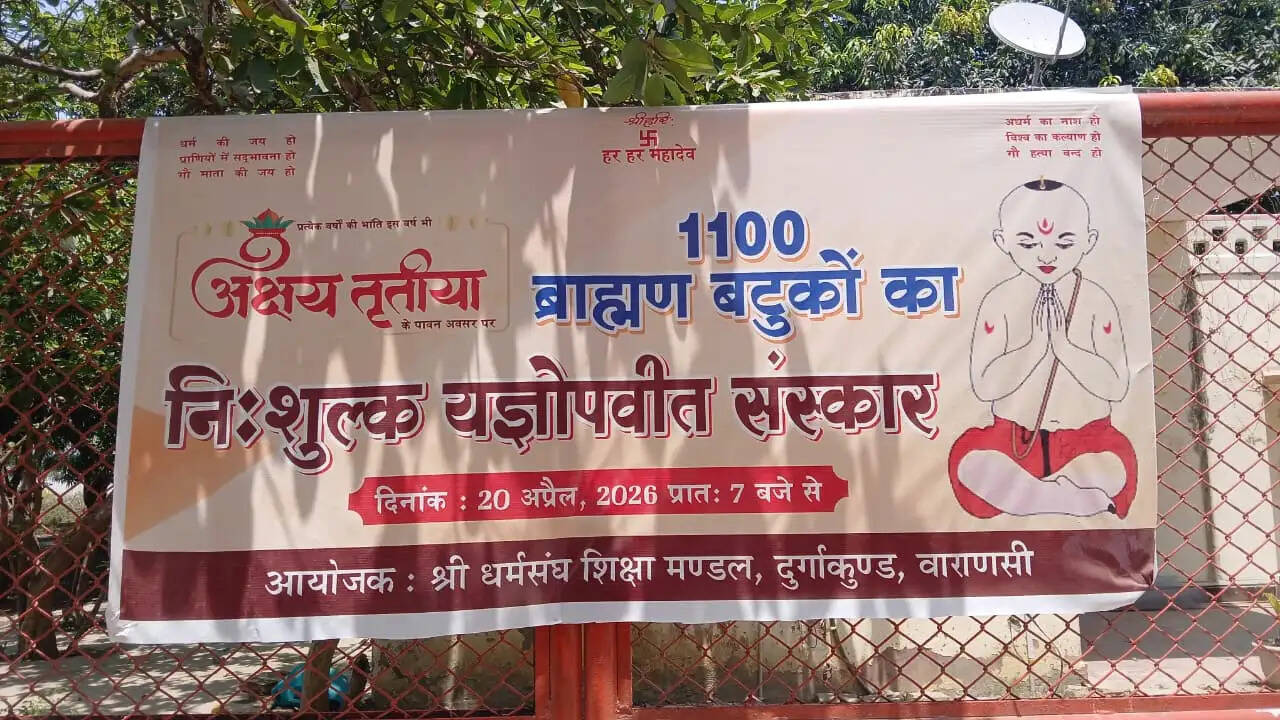 धर्म की जय हो
प्राणियों में सद्भावना हो
गौ माता की जय हो
श्रीहरिः
हर हर महादेव
अधर्म का नाश हो
विश्व का कल्याण हो
गौ हत्या बन्द हो
प्रत्येक वर्षों की भाति इस वर्ष भी
अक्षय तृतीया
के पावन अवसर पर
1100
ब्राह्मण बटुकों का
निःशुल्क यज्ञोपवीत संस्कार
दिनांक : 20 अप्रैल, 2026 प्रातः 7 बजे से
आयोजक : श्री धर्मसंघ शिक्षा मण्डल, दुर्गाकुण्ड, वाराणसी